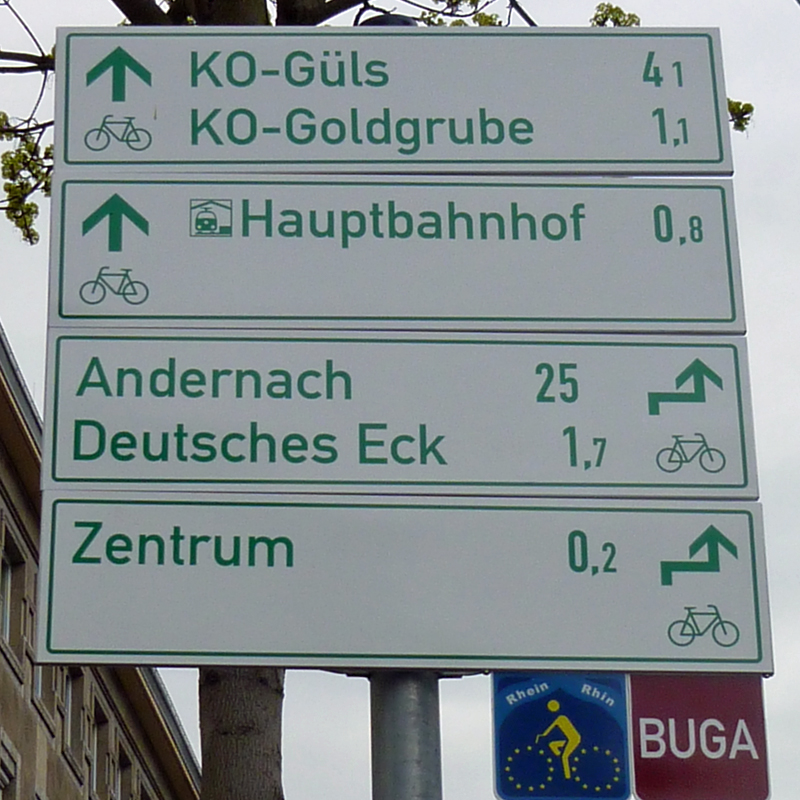 KO-Güls 4 1
KO-Goldgrube 1,1
Hauptbahnhof 0,8
Andernach 25
Deutsches Eck 1,7
Zentrum 0,2
Rhein Rhin
BUGA